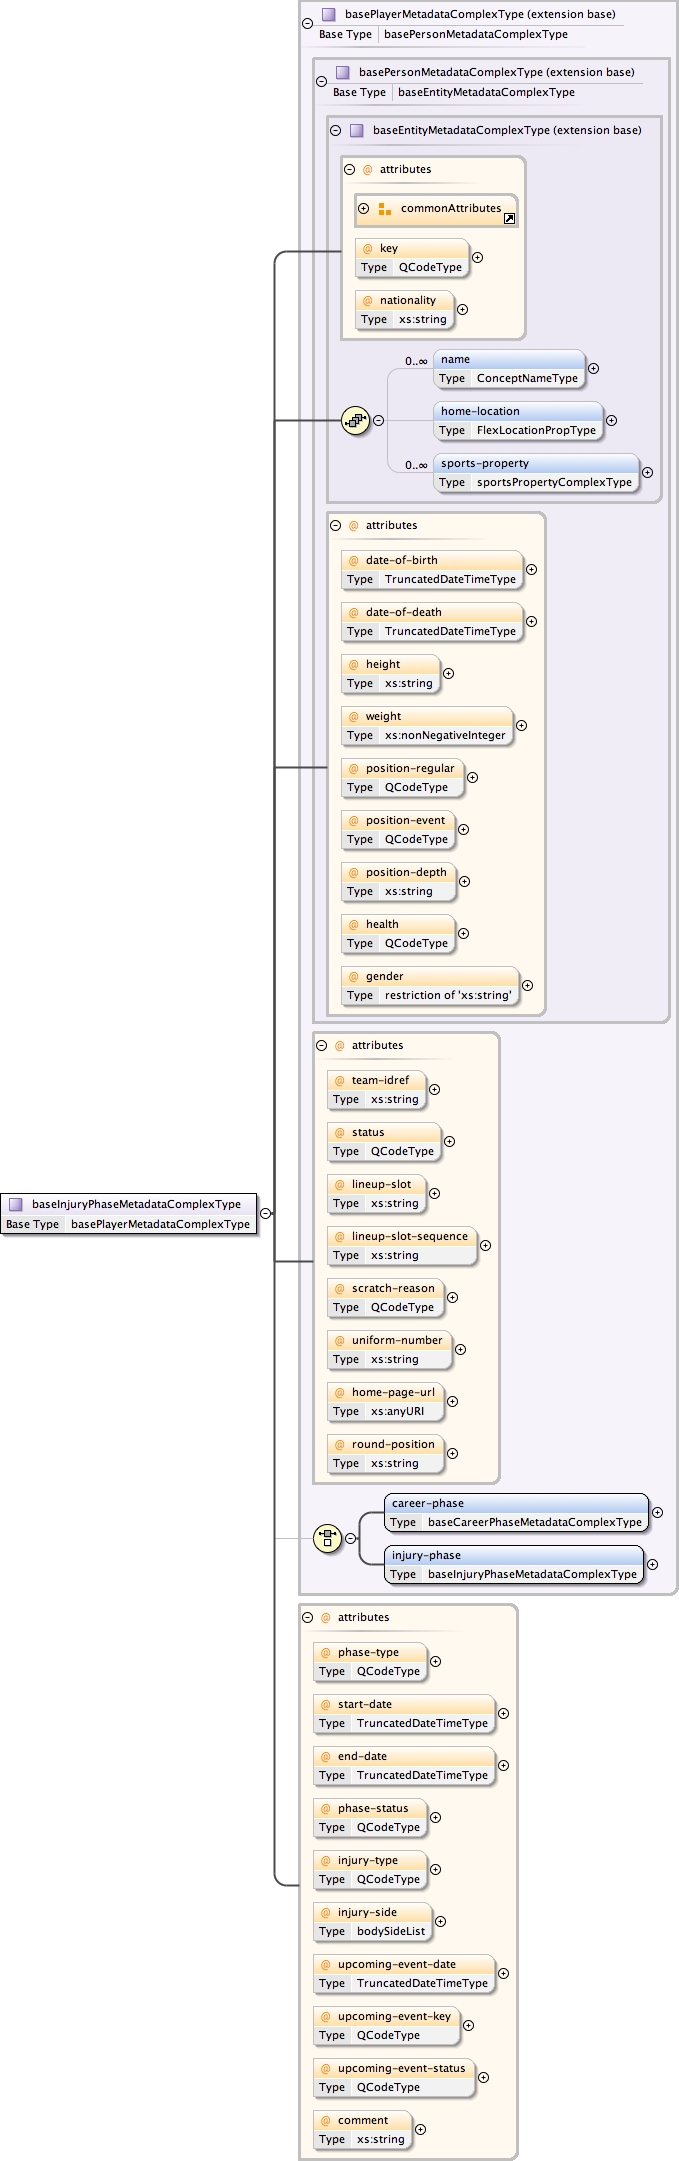 basePlayerMetadataComplexType (extension base)
Base Type basePersonMetadataComplexType
basePersonMetadataComplexType (extension base)
Base Type baseEntityMetadataComplexType
baseEntityMetadataComplexType (extension base)
@ attributes
commonAttributes
@ key
Type QCodeType
@ nationality
Type xs:string
0..∞ name
Type ConceptNameType
home-location
Type FlexLocationPropType
0..∞ sports-property
Type sportsPropertyComplexType
@ attributes
@ date-of-birth
Type TruncatedDateTimeType
@ date-of-death
Type TruncatedDateTimeType
@ height
Type xs:string
@ weight
Type xs:nonNegativeInteger
@ position-regular
Type QCodeType
@ position-event
Type QCodeType
@ position-depth
Type xs:string
@ health
Type QCodeType
@ gender
Type restriction of 'xs:string'
@ attributes
@ team-idref
Type xs:string
@ status
Type QCodeType
@ lineup-slot
Type xs:string
@ lineup-slot-sequence
Type xs:string
@ scratch-reason
Type QCodeType
@ uniform-number
Type xs:string
@ home-page-url
Type xs:anyURI
@ round-position
Type xs:string
baseInjuryPhaseMetadataComplexType
Base Type basePlayerMetadataComplexType
career-phase
Type baseCareerPhaseMetadataComplexType
injury-phase
Type baseInjuryPhaseMetadataComplexType
@ attributes
@ phase-type
Type QCodeType
@ start-date
Type TruncatedDateTimeType
@ end-date
Type TruncatedDateTimeType
@ phase-status
Type QCodeType
@ injury-type
Type QCodeType
@ injury-side
Type bodySideList
@ upcoming-event-date
Type TruncatedDateTimeType
@ upcoming-event-key
Type QCodeType
@ upcoming-event-status
Type QCodeType
@ comment
Type xs:string